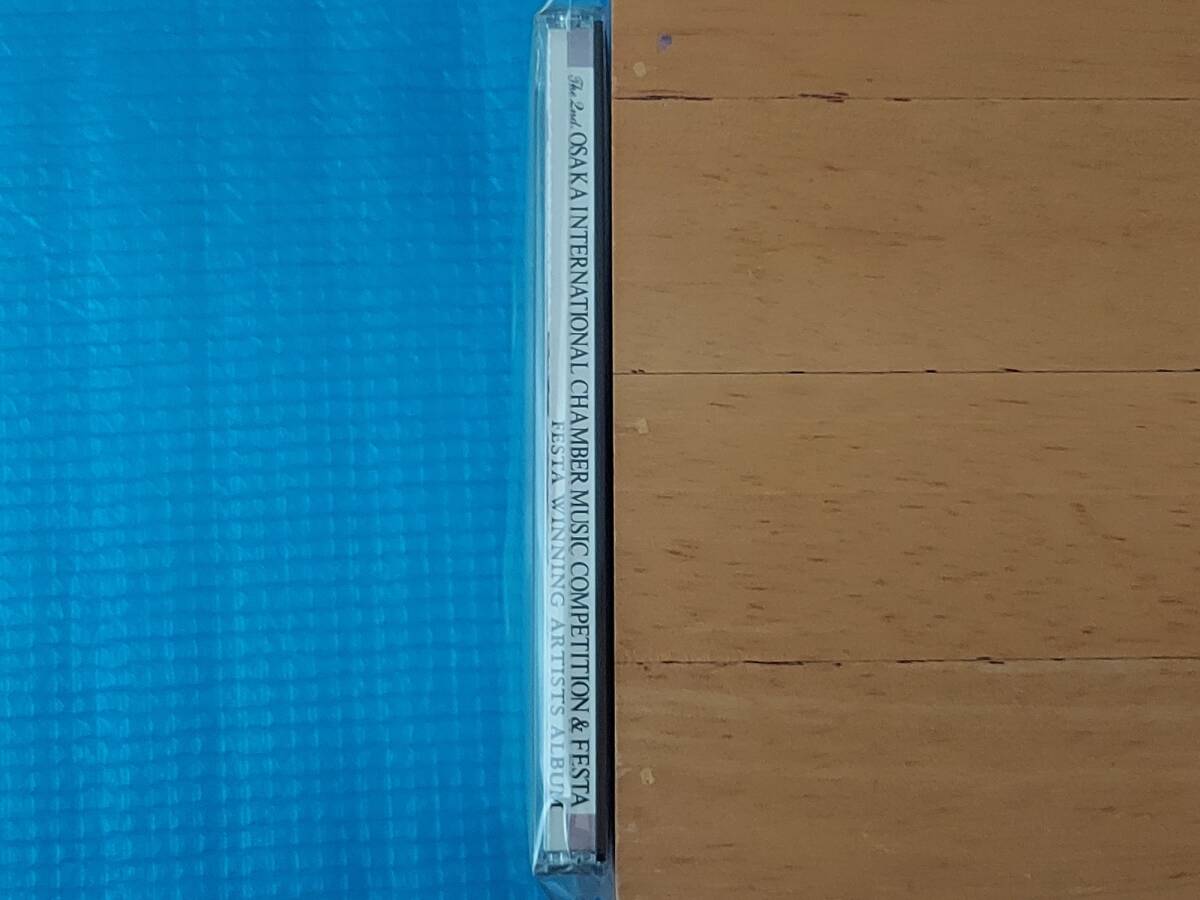 The 2nd. OSAKA INTERNATIONAL CHAMBER MUSIC COMPETITION & FESTA
FESTA WINNING ARTISTS ALBUM